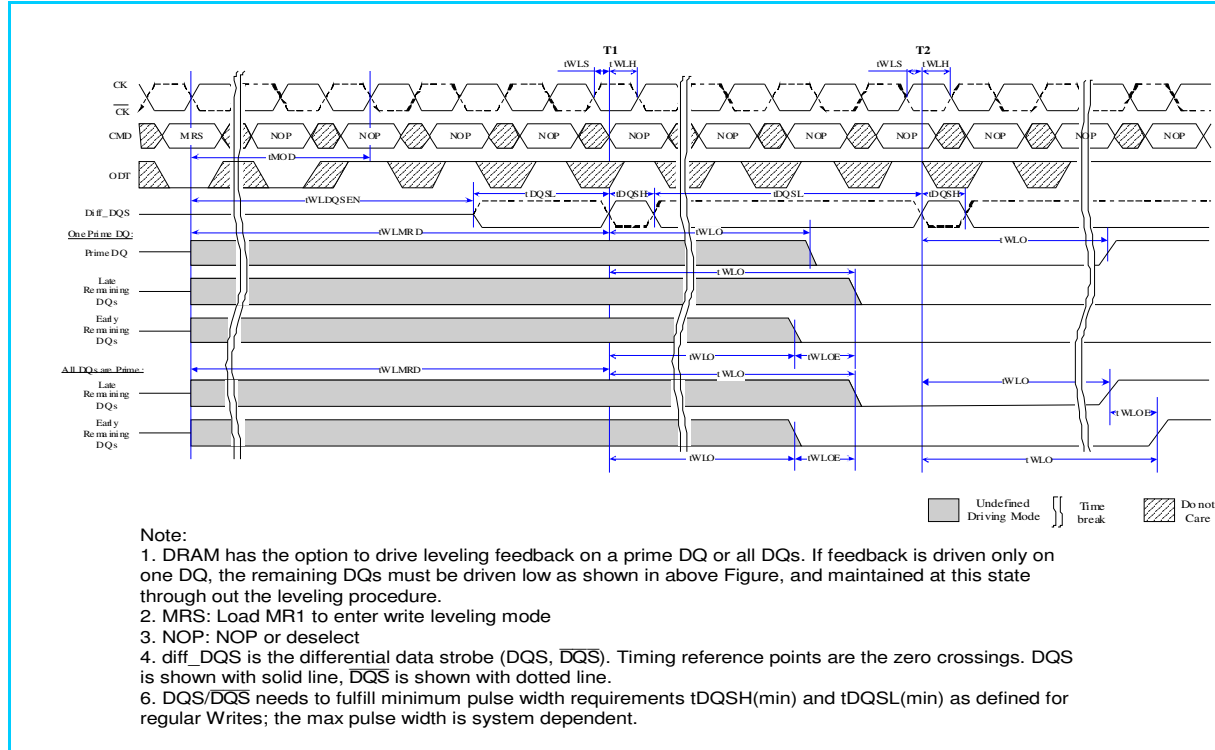 T1 T2
tWLS tWLH tWLS tWLH
CK
CK
CMD MRS NOP NOP NOP NOP NOP NOP NOP NOP NOP NOP
tMOD
ODT
tDQSL tDQSH tDQSL tDQSH
tWLDQSEN
Diff_DQS
One Prime DQ:
tWLMRD tWLO tWLO
Prime DQ
tWLO
Late
Remaining
DQs
Early
Remaining
DQs
tWLO tWLOE
All DQs are Prime:
tWLMRD tWLO tWLO
Late
Remaining
DQs
tWLOE
Early
Remaining
DQs
tWLO tWLOE tWLO
Undefined
Driving Mode
Time
break
Do not
Care
Note:
1. DRAM has the option to drive leveling feedback on a prime DQ or all DQs. If feedback is driven only on
one DQ, the remaining DQs must be driven low as shown in above Figure, and maintained at this state
through out the leveling procedure.
2. MRS: Load MR1 to enter write leveling mode
3. NOP: NOP or deselect
4. diff_DQS is the differential data strobe (DQS, DQS). Timing reference points are the zero crossings. DQS
is shown with solid line, DQS is shown with dotted line.
6. DQS/DQS needs to fulfill minimum pulse width requirements tDQSH(min) and tDQSL(min) as defined for
regular Writes; the max pulse width is system dependent.